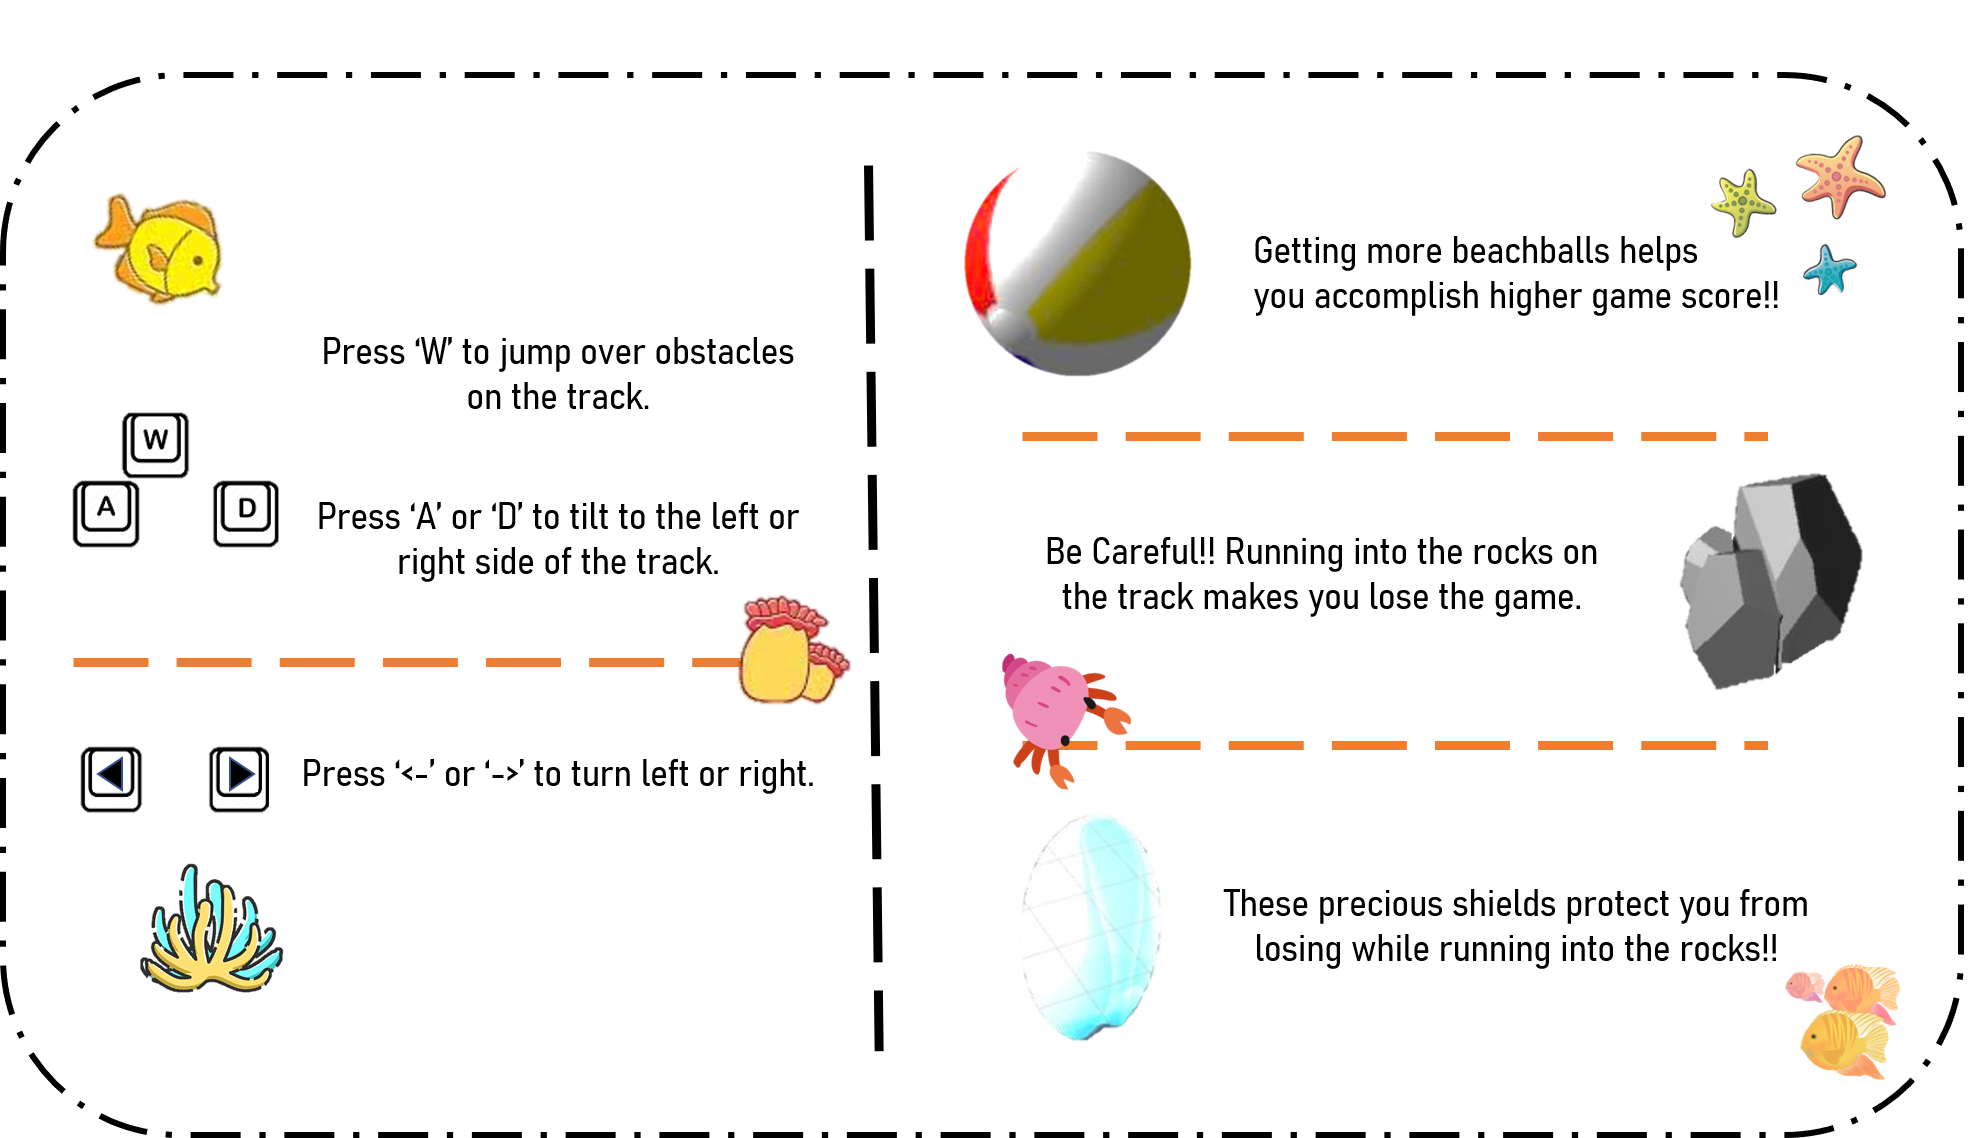 Press ‘W’ to jump over obstacles
on the track.
W
A
D
Press ‘A’ or ‘D’ to tilt to the left or
right side of the track.
Press ‘<-’ or ‘->’ to turn left or right.
Getting more beachballs helps
you accomplish higher game score!!
Be Careful!! Running into the rocks on
the track makes you lose the game.
These precious shields protect you from
losing while running into the rocks!!